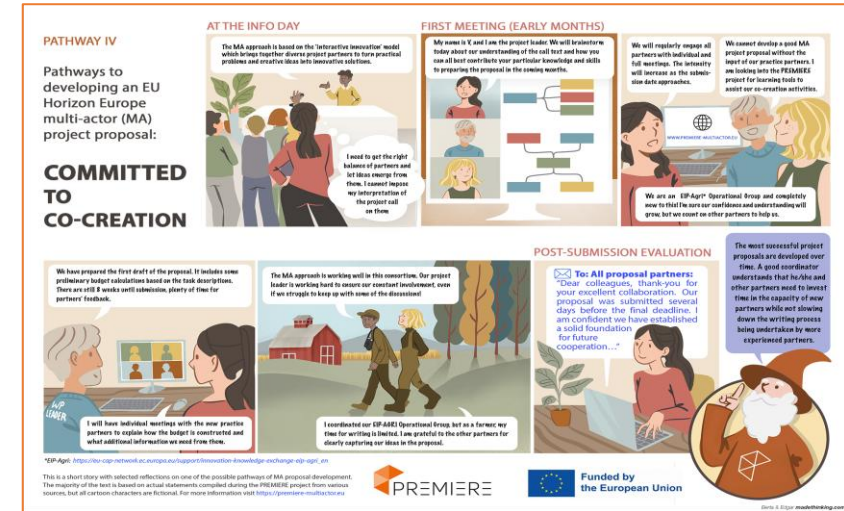 PATHWAY IV
Pathways to
developing an EU
Horizon Europe
multi-actor (MA)
project proposal:
COMMITTED
TO
CO-CREATION
AT THE INFO DAY
The MA approach is based on the 'interactive innovation' model
which brings together diverse project partners to turn practical
problems and creative ideas into innovative solutions.
I need to get the right
balance of partners and
let ideas emerge from
them. I cannot impose
my interpretation of
the project call
on them
FIRST MEETING (EARLY MONTHS)
My name is V, and I am the project leader. We will brainstorm
today about our understanding of the call text and how you
can all best contribute your particular knowledge and skills
to preparing the proposal in the coming months.
We will regularly engage all
partners with individual and
full meetings. The intensity
will increase as the submis-
sion date approaches.
We cannot develop a good MA
project proposal without the
input of our practice partners. I
am looking into the PREMIERE
project for learning tools to
assist our co-creation activities.
WWW.PREMIERE-MULTIACTOR.EU
We are an EIP-Agri* Operational Group and completely
new to this! I'm sure our confidence and understanding will
grow, but we count on other partners to help us.
We have prepared the first draft of the proposal. It includes some
preliminary budget calculations based on the task descriptions.
There are still 8 weeks until submission, plenty of time for
partners' feedback.
WP
LEADER
I will have individual meetings with the new practice
partners to explain how the budget is constructed and
what additional information we need from them.
The MA approach is working well in this consortium. Our project
leader is working hard to ensure our constant involvement, even
if we struggle to keep up with some of the discussions!
I coordinated our EIP-AGRI Operational Group, but as a farmer, my
time for writing is limited. I am grateful to the other partners for
clearly capturing our ideas in the proposal.
POST-SUBMISSION EVALUATION
To: All proposal partners:
"Dear colleagues, thank-you for
your excellent collaboration. Our
proposal was submitted several
days before the final deadline. I
am confident we have established
a solid foundation
for future
cooperation..."
The most successful project
proposals are developed over
time. A good coordinator
understands that he/she and
other partners need to invest
time in the capacity of new
partners while not slowing
down the writing process
being undertaken by more
experienced partners.
*EIP-Agri: https://eu-cap-network.ec.europa.eu/support/innovation-knowledge-exchange-eip-agri_en
This is a short story with selected reflections on one of the possible pathways of MA proposal development.
The majority of the text is based on actual statements compiled during the PREMIERE project from various
sources, but all cartoon characters are fictional. For more information visit https://premiere-multiactor.eu
PREMIERE
Funded by
the European Union
Berta & Edgar madethinking.com